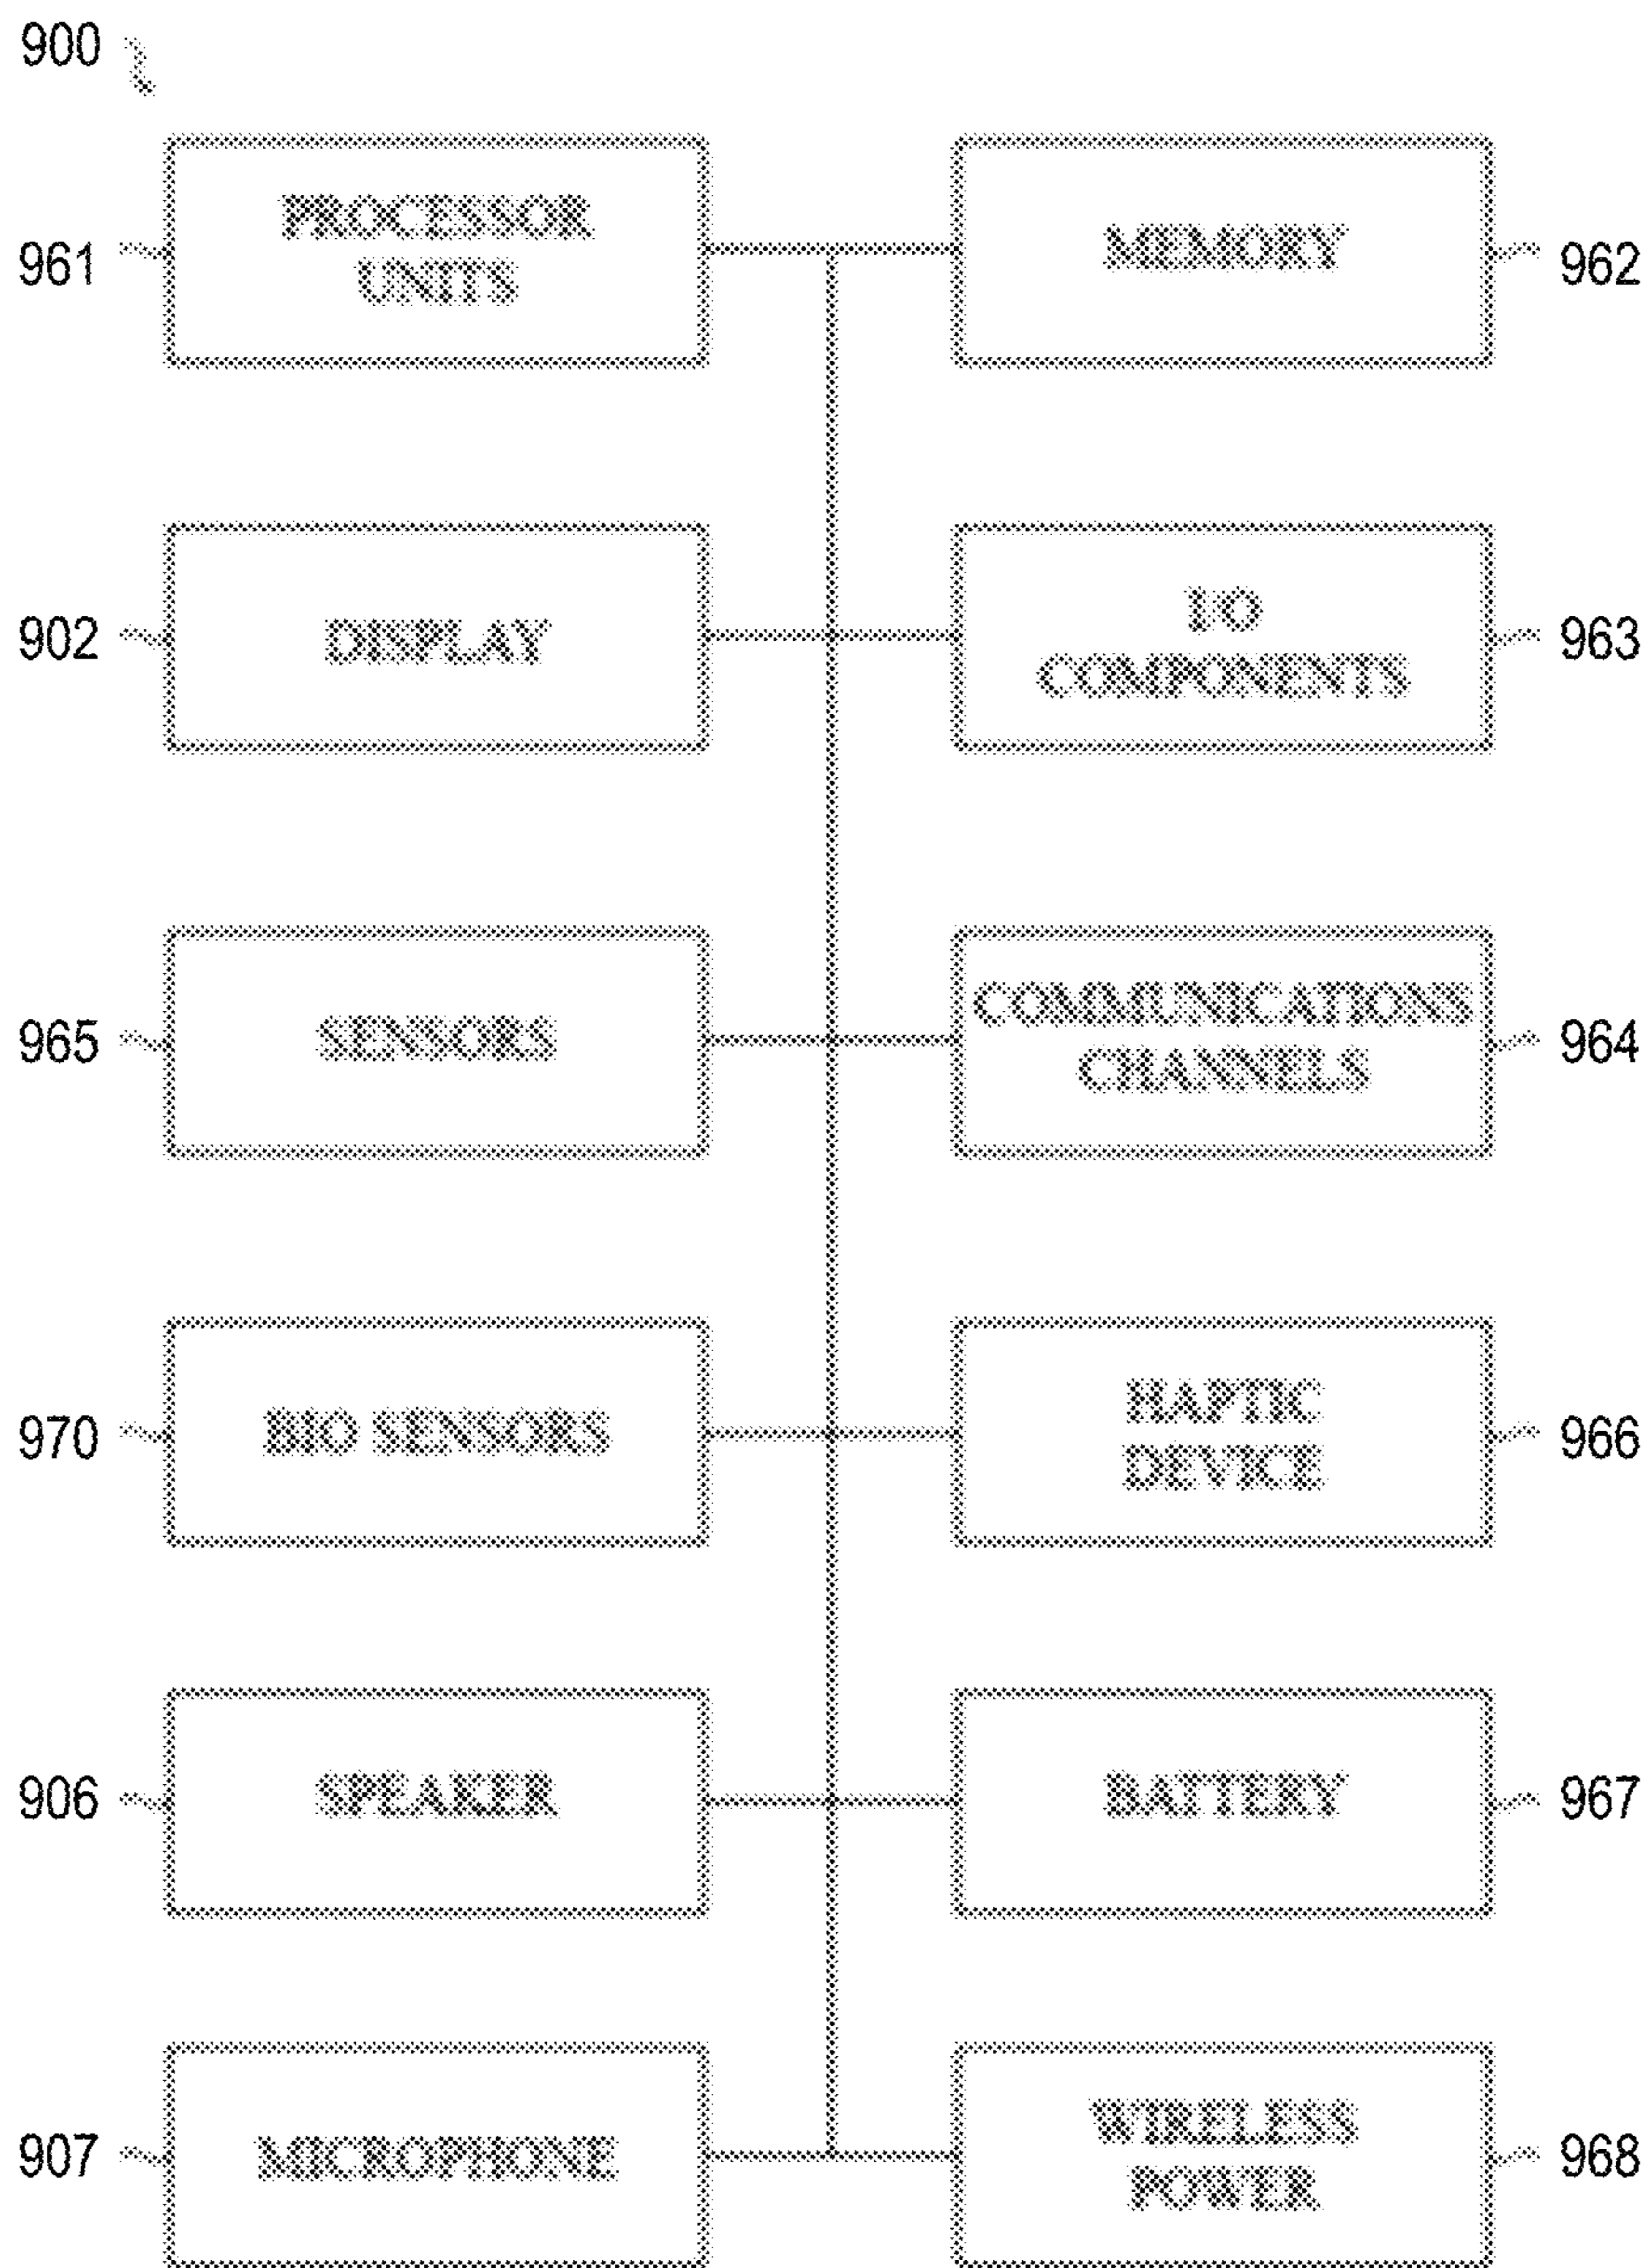 900
961
PROCESSOR
UNITS
MEMORY
962
902
DISPLAY
I/O
COMPONENTS
963
965
SENSORS
COMMUNICATIONS
CHANNELS
964
970
BIO SENSORS
HAPTIC
DEVICE
966
906
SPEAKER
BATTERY
967
907
MICROPHONE
WIRELESS
POWER
968